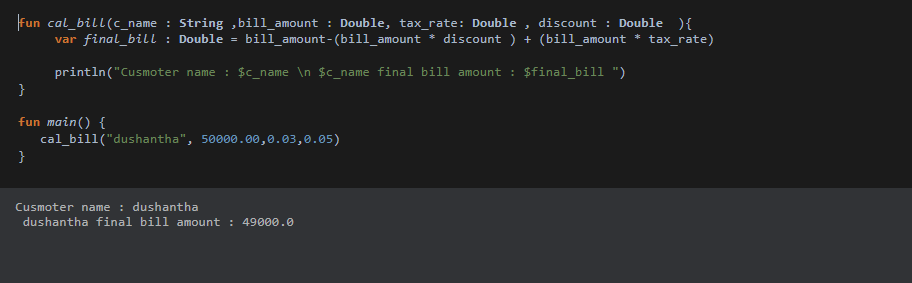 fun cal_bill(c_name : String ,bill_amount : Double, tax_rate: Double , discount : Double  ){
     var final_bill : Double = bill_amount-(bill_amount * discount ) + (bill_amount * tax_rate)
     println("Cusmoter name : $c_name \n $c_name final bill amount : $final_bill ")
}
fun main() {
   cal_bill("dushantha", 50000.00,0.03,0.05)
}
Cusmoter name : dushantha
 dushantha final bill amount : 49000.0